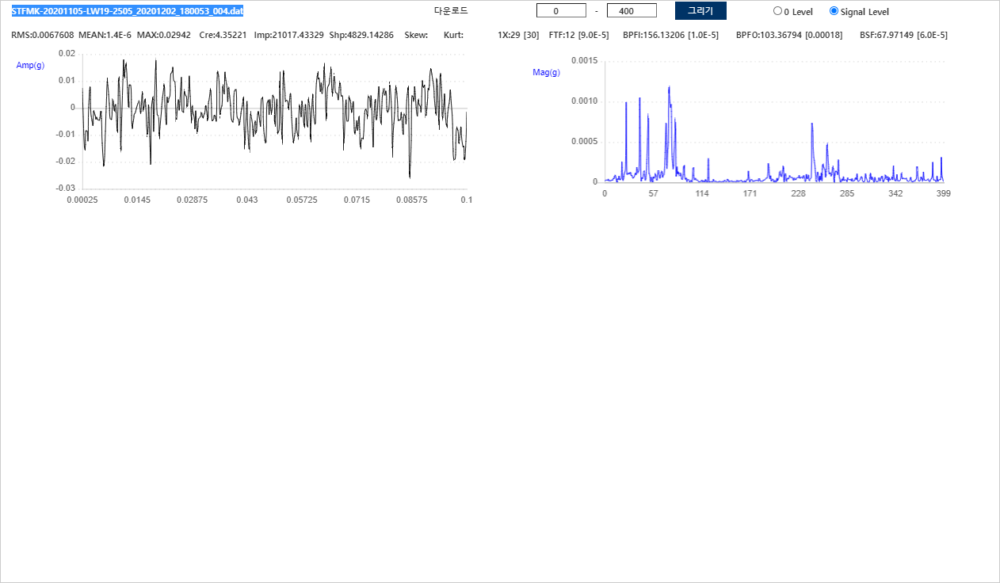 STFMK-20201105-LW19-2505_20201202_180053_004.dat 다운로드 0 - 400 그리기 0 Level Signal Level
RMS:0.0067608 MEAN:1.4E-6 MAX:0.02942 Cre:4.35221 Imp:21017.43329 Shp:4829.14286 Skew: Kurt: 1X:29 [30] FTF:12 [9.0E-5] BPFI:156.13206 [1.0E-5] BPFO:103.36794 [0.00018] BSF:67.97149 [6.0E-5]
Amp(g)
0.02
0.01
0
-0.01
-0.02
-0.03
0.00025 0.0145 0.02875 0.043 0.05725 0.0715 0.08575 0.1
Mag(g)
0.0015
0.0010
0.0005
0
0 57 114 171 228 285 342 399